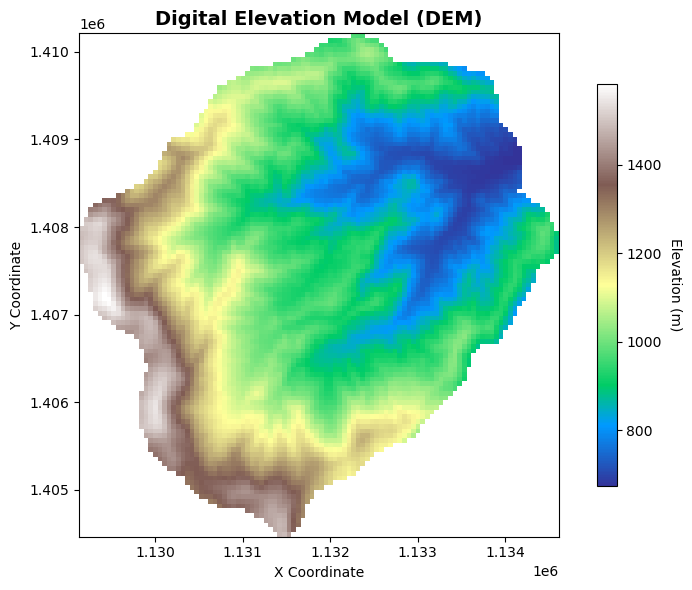 Digital Elevation Model (DEM)
1e6
1.410
1.409
1.408
1.407
1.406
1.405
Y Coordinate
1.130 1.131 1.132 1.133 1.134
X Coordinate
1e6
1400
1200
1000
800
Elevation (m)